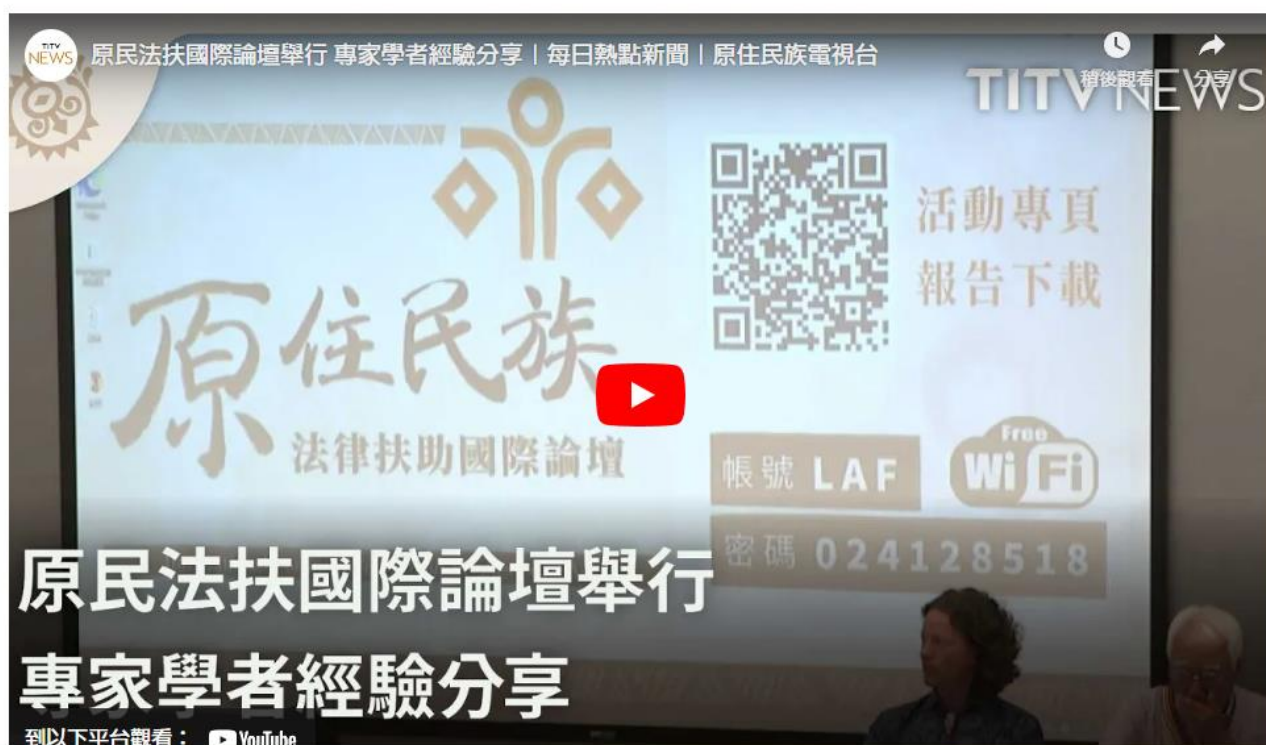 TITV NEWS
原民法扶國際論壇舉行 專家學者經驗分享｜每日熱點新聞｜原住民族電視台
稍後觀看
分享
TITV NEWS
活動專頁
報告下載
原住民族
法律扶助國際論壇
Free
Wi Fi
帳號 LAF
密碼 024128518
原民法扶國際論壇舉行
專家學者經驗分享
到以下平台觀看：
YouTube